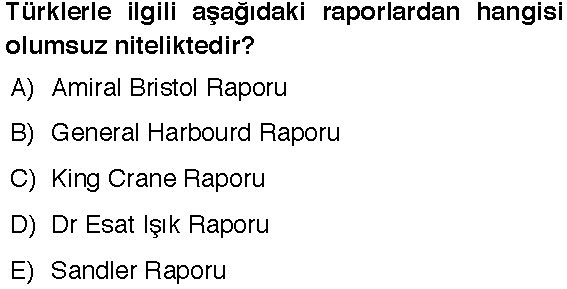 Türklerle ilgili aşağıdaki raporlardan hangisi
olumsuz niteliktedir?
A) Amiral Bristol Raporu
B) General Harbourd Raporu
C) King Crane Raporu
D) Dr Esat Işık Raporu
E) Sandler Raporu